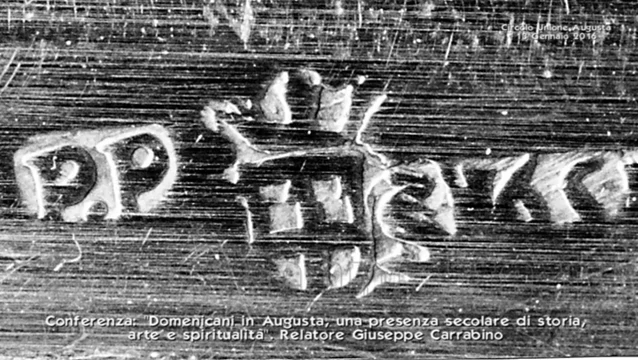 Circolo Unione Augusta
15 Gennaio 2016
PP
Conferenza: "Domenicani in Augusta, una presenza secolare di storia,
arte e spiritualità". Relatore Giuseppe Carrabino